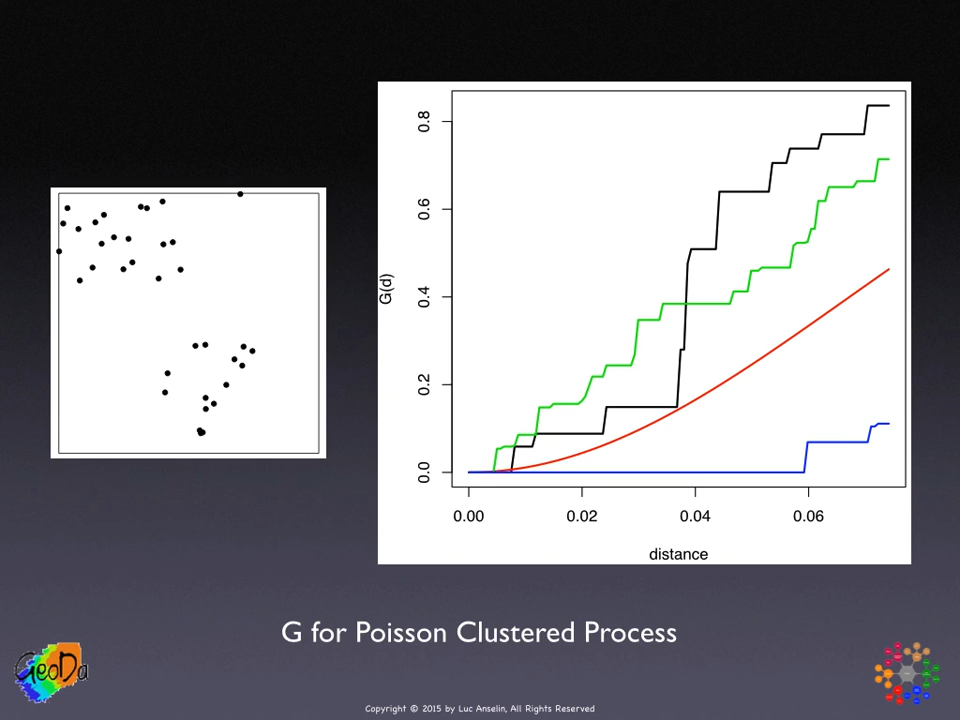 G(d)
0.8
0.6
0.4
0.2
0.0
0.00 0.02 0.04 0.06
distance
G for Poisson Clustered Process
GeoDa
Copyright © 2015 by Luc Anselin, All Rights Reserved